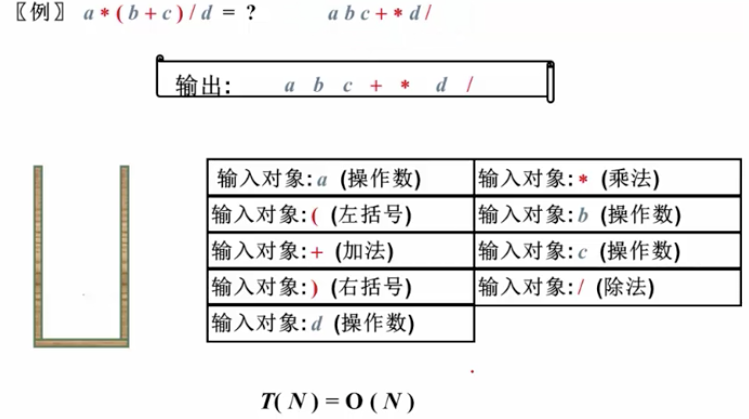 〖例〗 a * ( b + c ) / d = ? a b c + * d /
输出: a b c + * d /
输入对象: a (操作数) 输入对象: * (乘法)
输入对象: ( (左括号) 输入对象: b (操作数)
输入对象: + (加法) 输入对象: c (操作数)
输入对象: ) (右括号) 输入对象: / (除法)
输入对象: d (操作数)
T( N ) = O ( N )